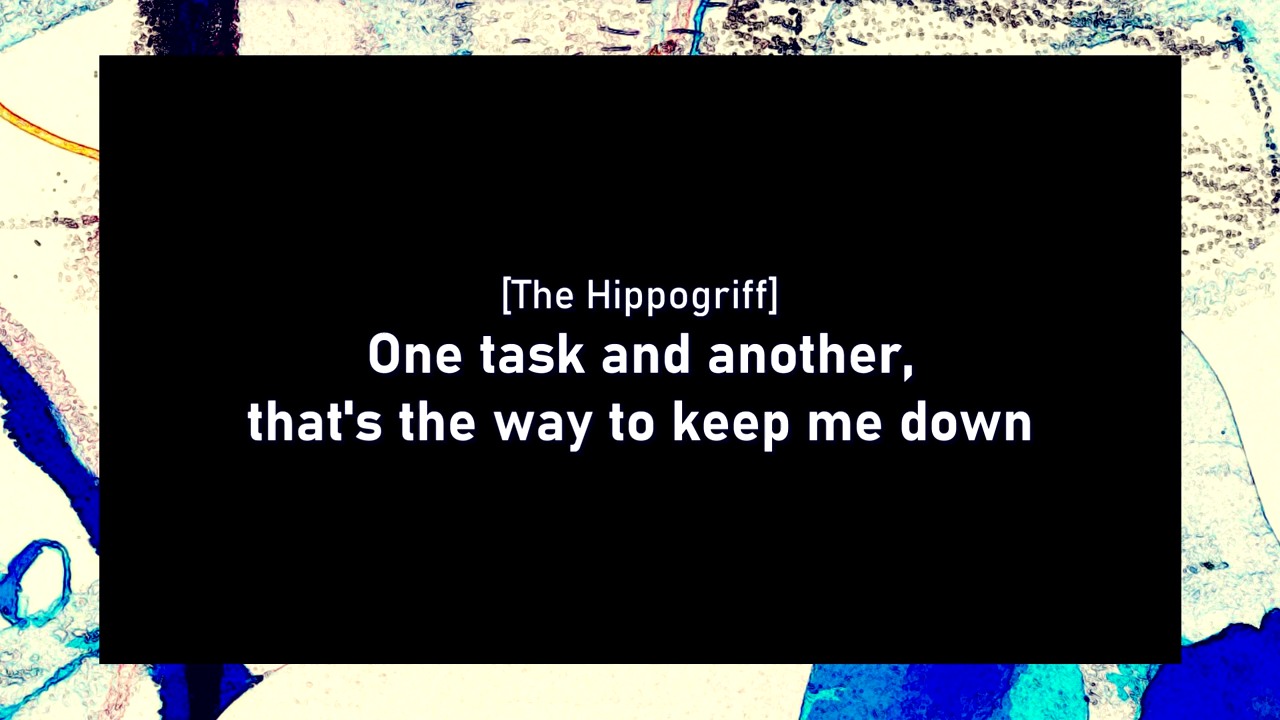 [The Hippogriff]
One task and another,
that's the way to keep me down